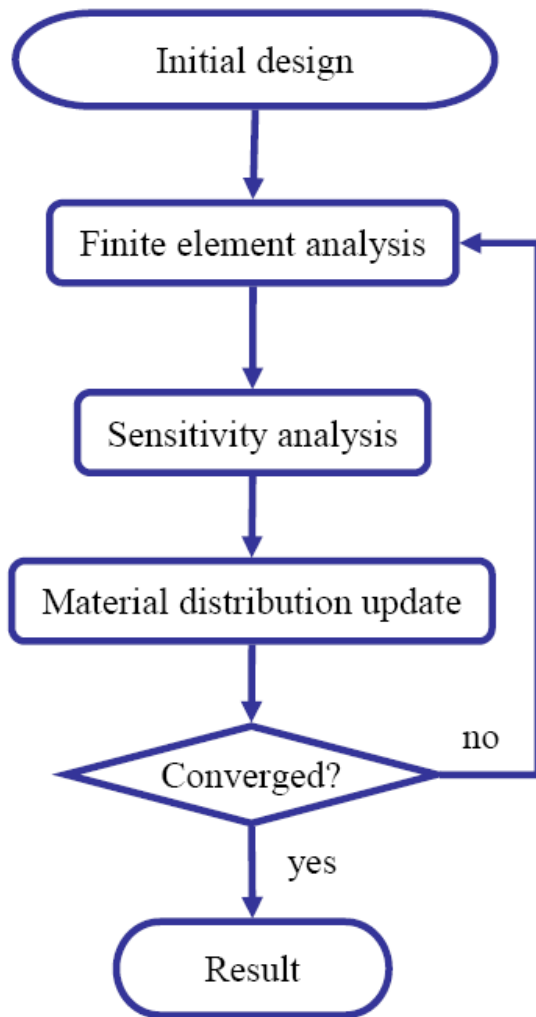 Initial design
Finite element analysis
Sensitivity analysis
Material distribution update
Converged?
no
yes
Result